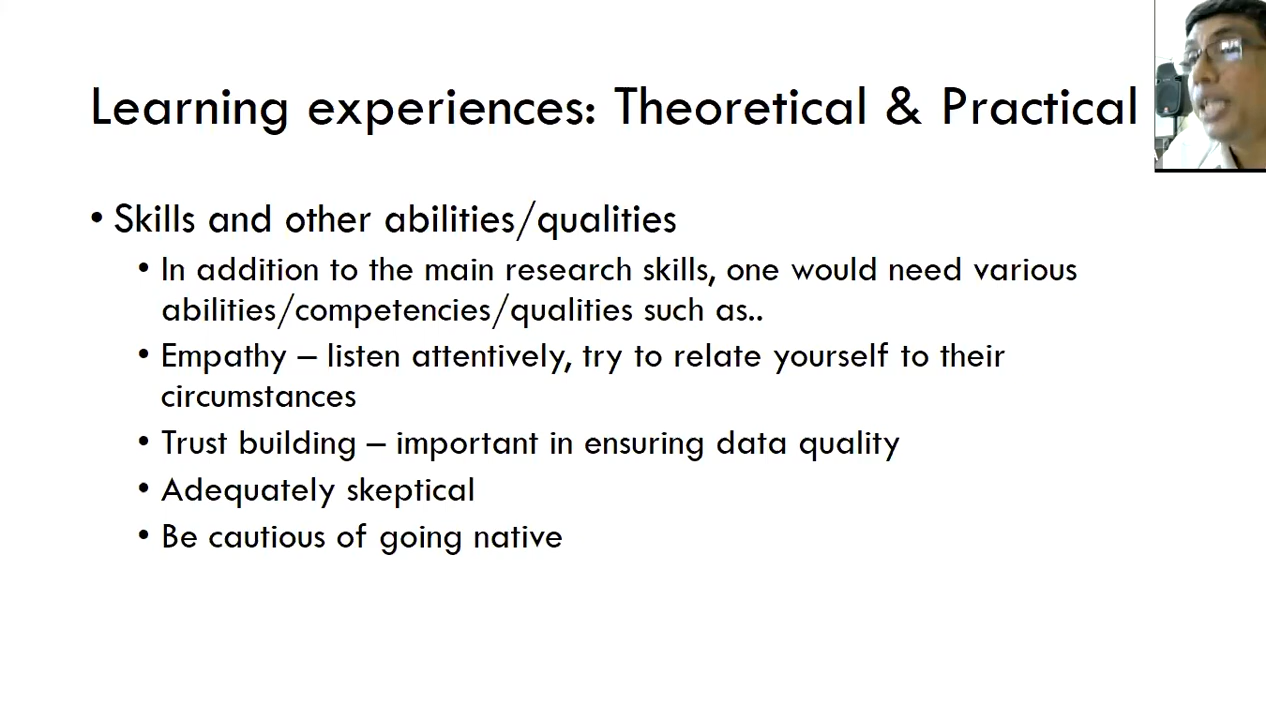 Learning experiences: Theoretical & Practical
• Skills and other abilities/qualities
• In addition to the main research skills, one would need various
abilities/competencies/qualities such as..
• Empathy – listen attentively, try to relate yourself to their
circumstances
• Trust building – important in ensuring data quality
• Adequately skeptical
• Be cautious of going native